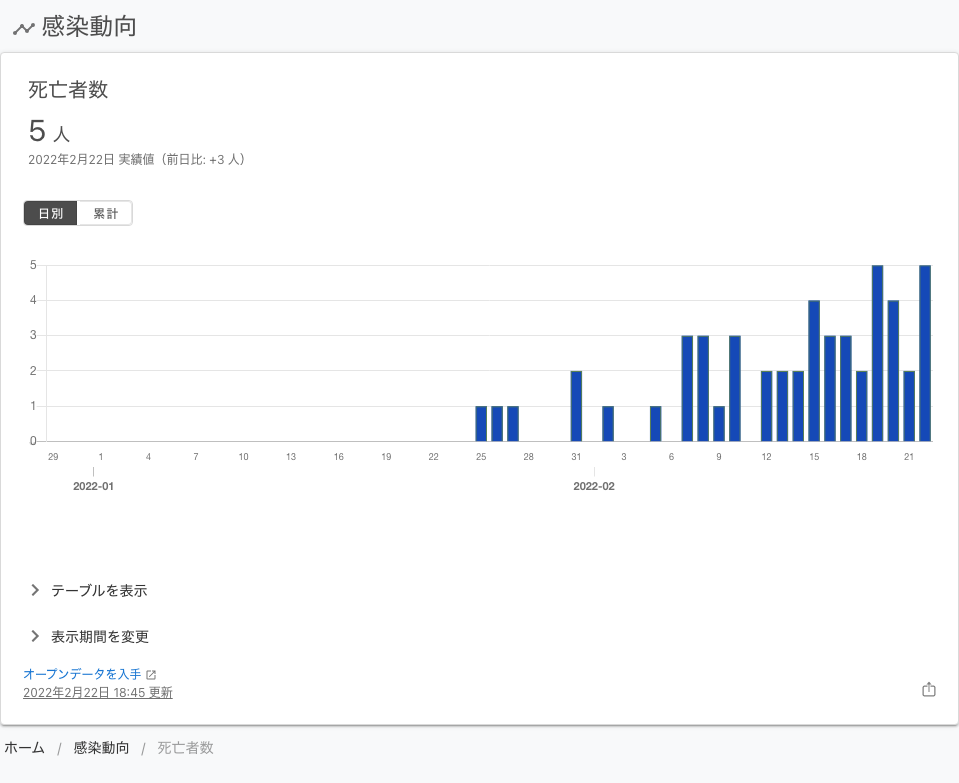 感染動向
死亡者数
5 人
2022年2月22日 実績値（前日比: +3 人）
日別 累計
5
4
3
2
1
0
29 1 4 7 10 13 16 19 22 25 28 31 3 6 9 12 15 18 21
2022-01 2022-02
テーブルを表示
表示期間を変更
オープンデータを入手
2022年2月22日 18:45 更新
ホーム / 感染動向 / 死亡者数